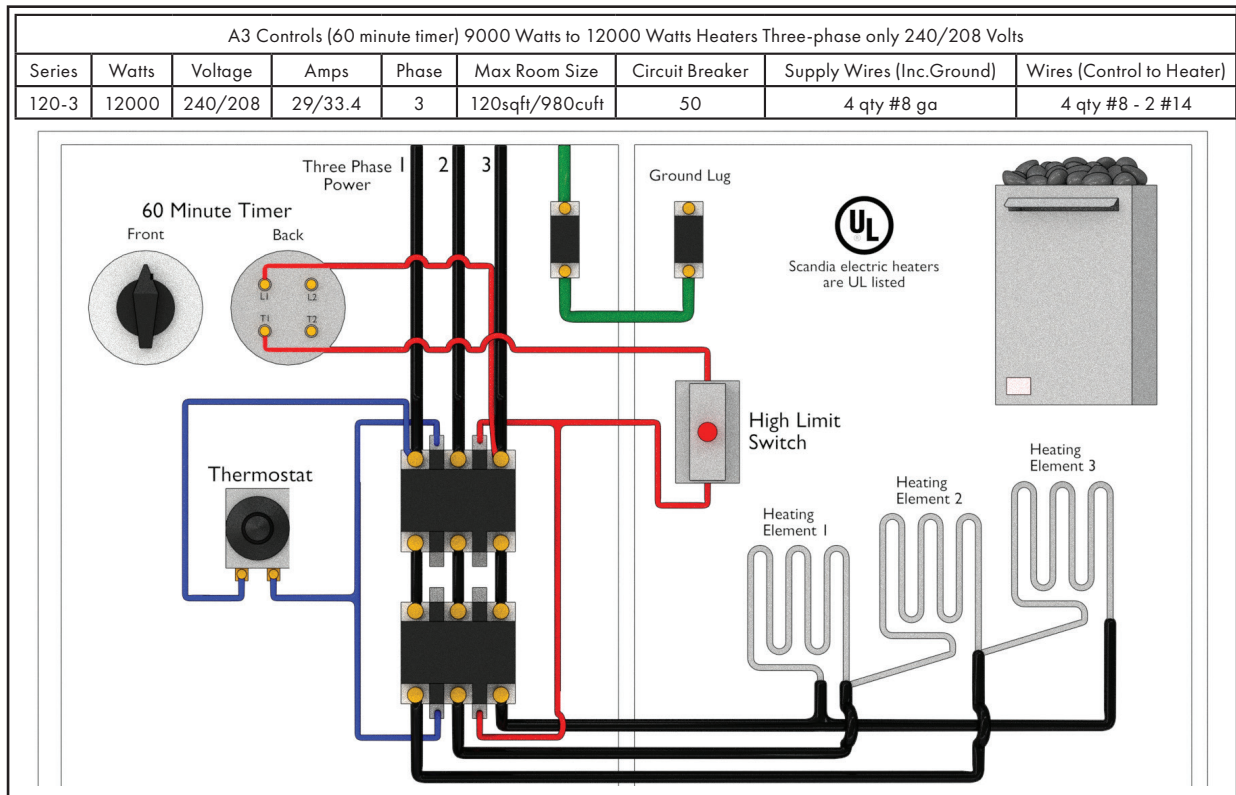 A3 Controls (60 minute timer) 9000 Watts to 12000 Watts Heaters Three-phase only 240/208 Volts
Series Watts Voltage Amps Phase Max Room Size Circuit Breaker Supply Wires (Inc.Ground) Wires (Control to Heater)
120-3 12000 240/208 29/33.4 3 120sqft/980cuft 50 4 qty #8 ga 4 qty #8 - 2 #14
Three Phase
Power
1 2 3
Ground Lug
60 Minute Timer
Front Back
L1 L2
T1 T2
UL
®
Scandia electric heaters
are UL listed
High Limit
Switch
Thermostat
Heating
Element 1
Heating
Element 2
Heating
Element 3